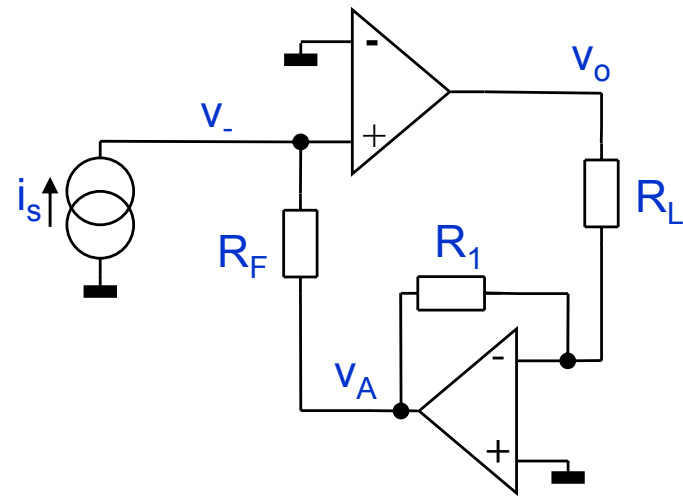 -
v₀
v₋
+
iₛ
R_L
R₁
R_F
-
v_A
+